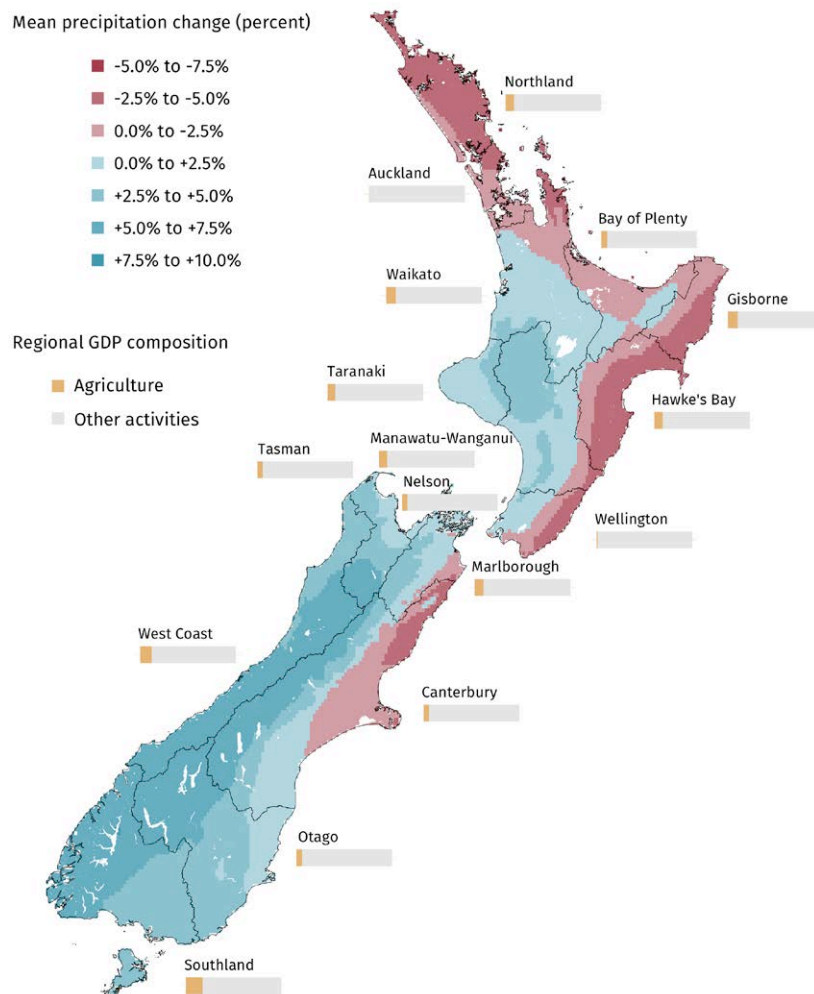 Mean precipitation change (percent)
-5.0% to -7.5%
-2.5% to -5.0%
0.0% to -2.5%
0.0% to +2.5%
+2.5% to +5.0%
+5.0% to +7.5%
+7.5% to +10.0%
Regional GDP composition
Agriculture
Other activities
Northland
Auckland
Bay of Plenty
Waikato
Gisborne
Taranaki
Hawke's Bay
Manawatu-Wanganui
Tasman
Nelson
Wellington
Marlborough
West Coast
Canterbury
Otago
Southland